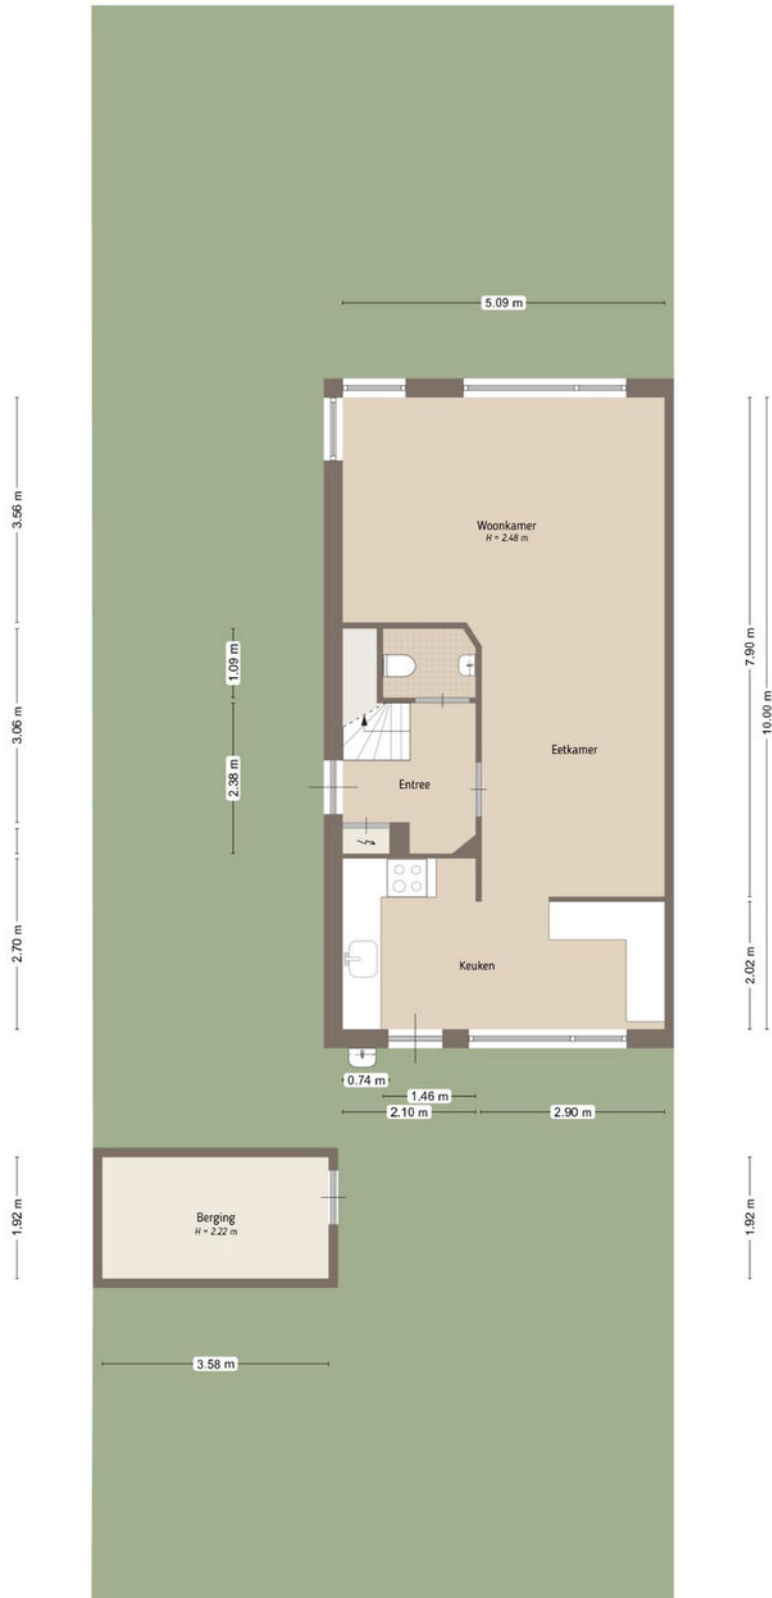 5.09 m
3.56 m
Woonkamer
H = 2.48 m
1.09 m
7.90 m
3.06 m
10.00 m
2.38 m
Eetkamer
Entree
2.70 m
Keuken
2.02 m
0.74 m
1.46 m
2.10 m
2.90 m
1.92 m
Berging
H = 2.22 m
1.92 m
3.58 m